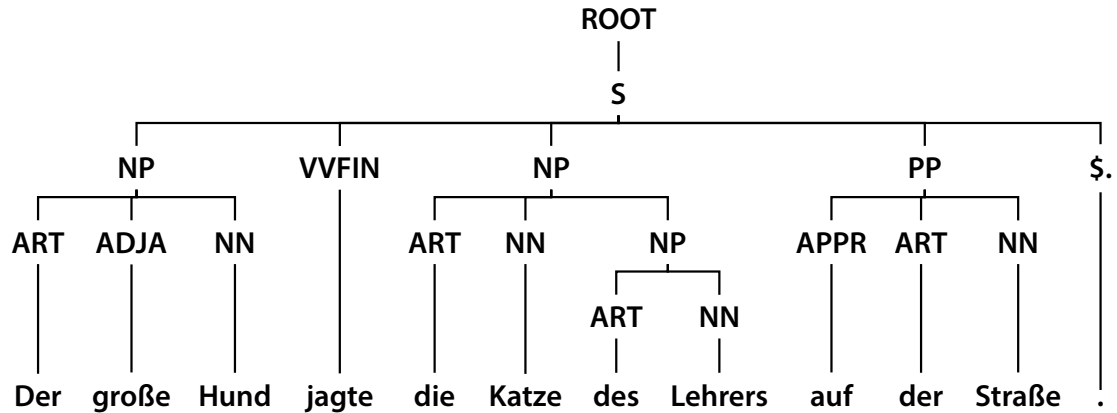 ROOT
S
NP VVFIN NP PP $.
ART ADJA NN ART NN NP APPR ART NN
ART NN
Der große Hund jagte die Katze des Lehrers auf der Straße .